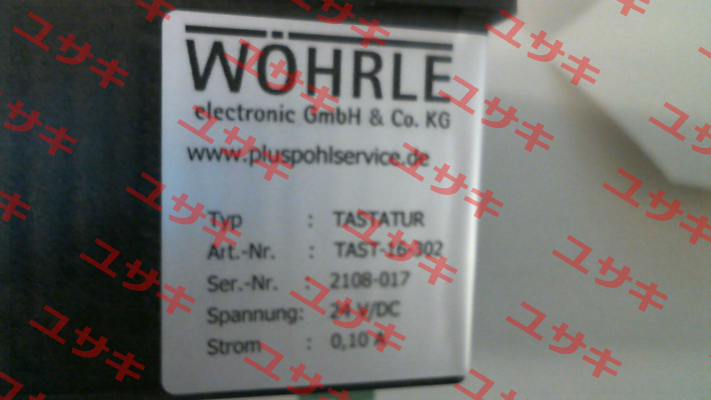 WÖHRLE
electronic GmbH & Co. KG
www.pluspohlservice.de
Typ : TASTATUR
Art.-Nr. : TAST-16-302
Ser.-Nr. : 2108-017
Spannung: 24 V/DC
Strom : 0,10 A
ユサキ